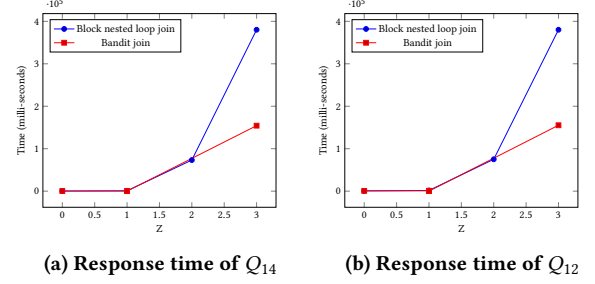 ·10⁵
Block nested loop join
Bandit join
4
3
2
1
0
Time (milli-seconds)
0 0.5 1 1.5 2 2.5 3
Z
(a) Response time of Q₁₄
·10⁵
Block nested loop join
Bandit join
4
3
2
1
0
Time (milli-seconds)
0 0.5 1 1.5 2 2.5 3
Z
(b) Response time of Q₁₂